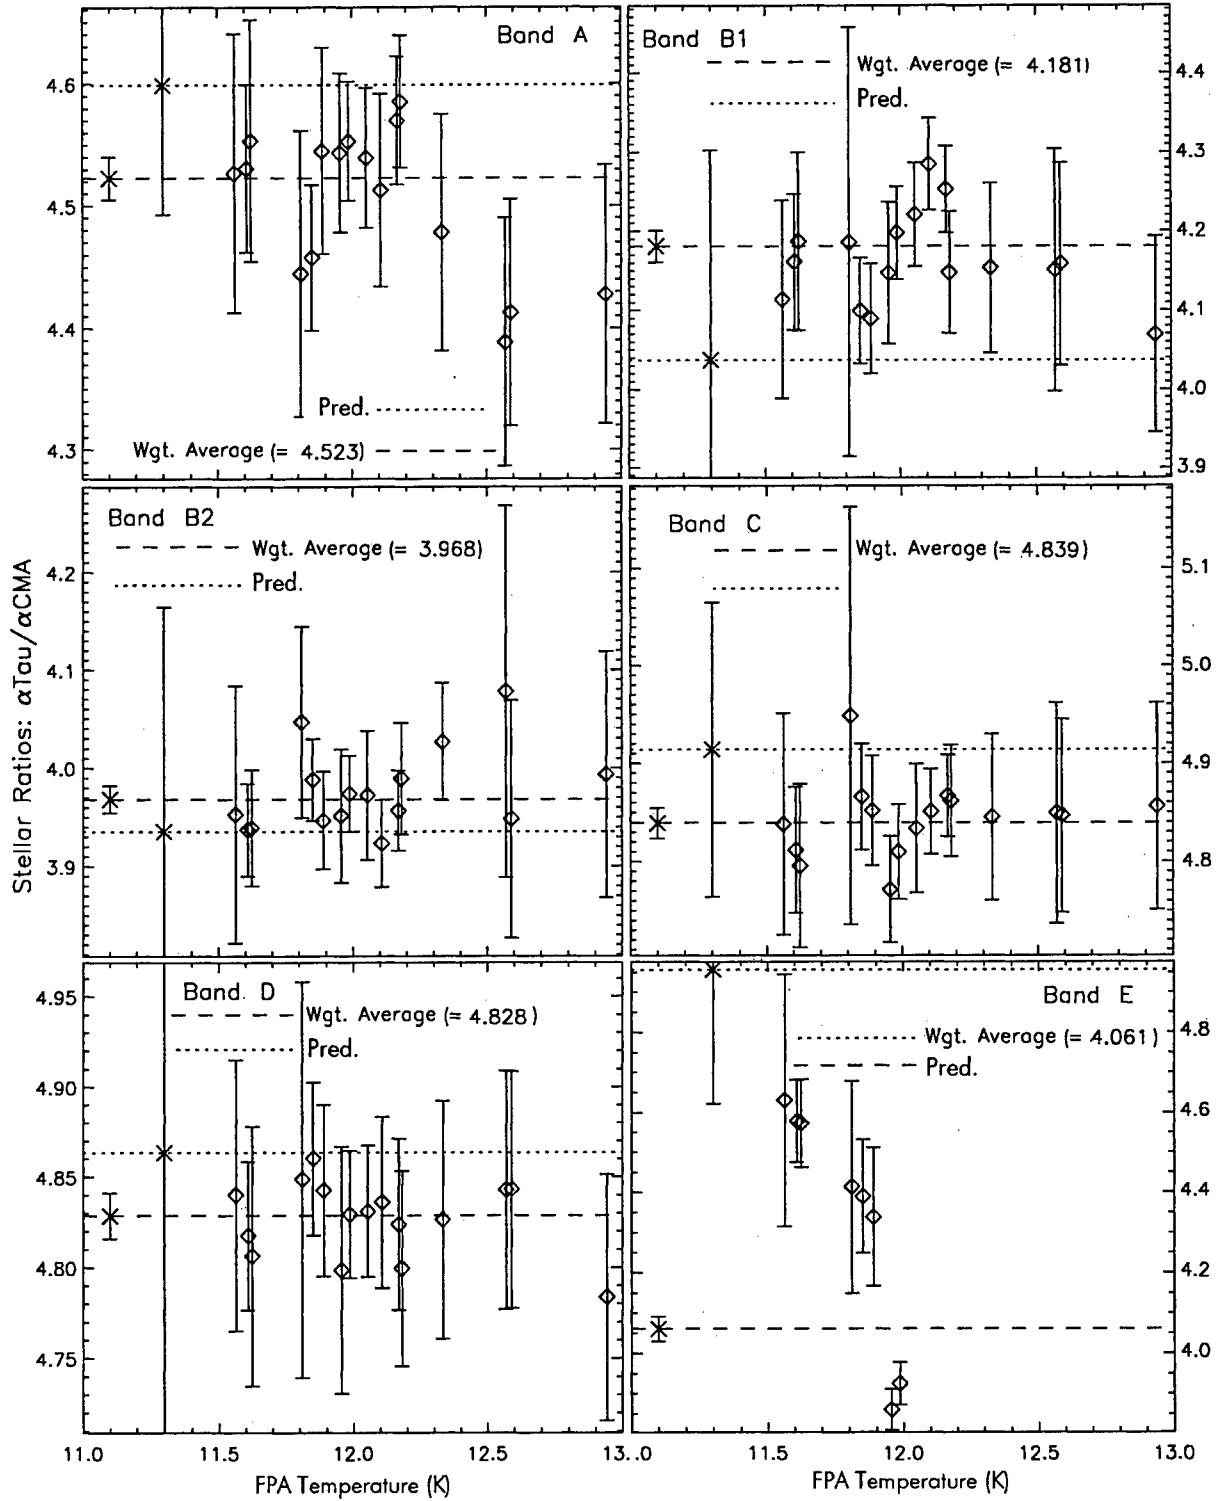 Band A
4.6
4.5
4.4
4.3
Pred.
Wgt. Average (= 4.523)
Band B1
Wgt. Average (= 4.181)
Pred.
4.4
4.3
4.2
4.1
4.0
3.9
Band B2
Wgt. Average (= 3.968)
Pred.
4.2
4.1
4.0
3.9
Stellar Ratios: αTau/αCMA
Band C
Wgt. Average (= 4.839)
5.1
5.0
4.9
4.8
Band. D
Wgt. Average (= 4.828)
Pred.
4.95
4.90
4.85
4.80
4.75
Band E
Wgt. Average (= 4.061)
Pred.
4.8
4.6
4.4
4.2
4.0
11.0 11.5 12.0 12.5 13.0 11.5 12.0 12.5 13.0
FPA Temperature (K) FPA Temperature (K)